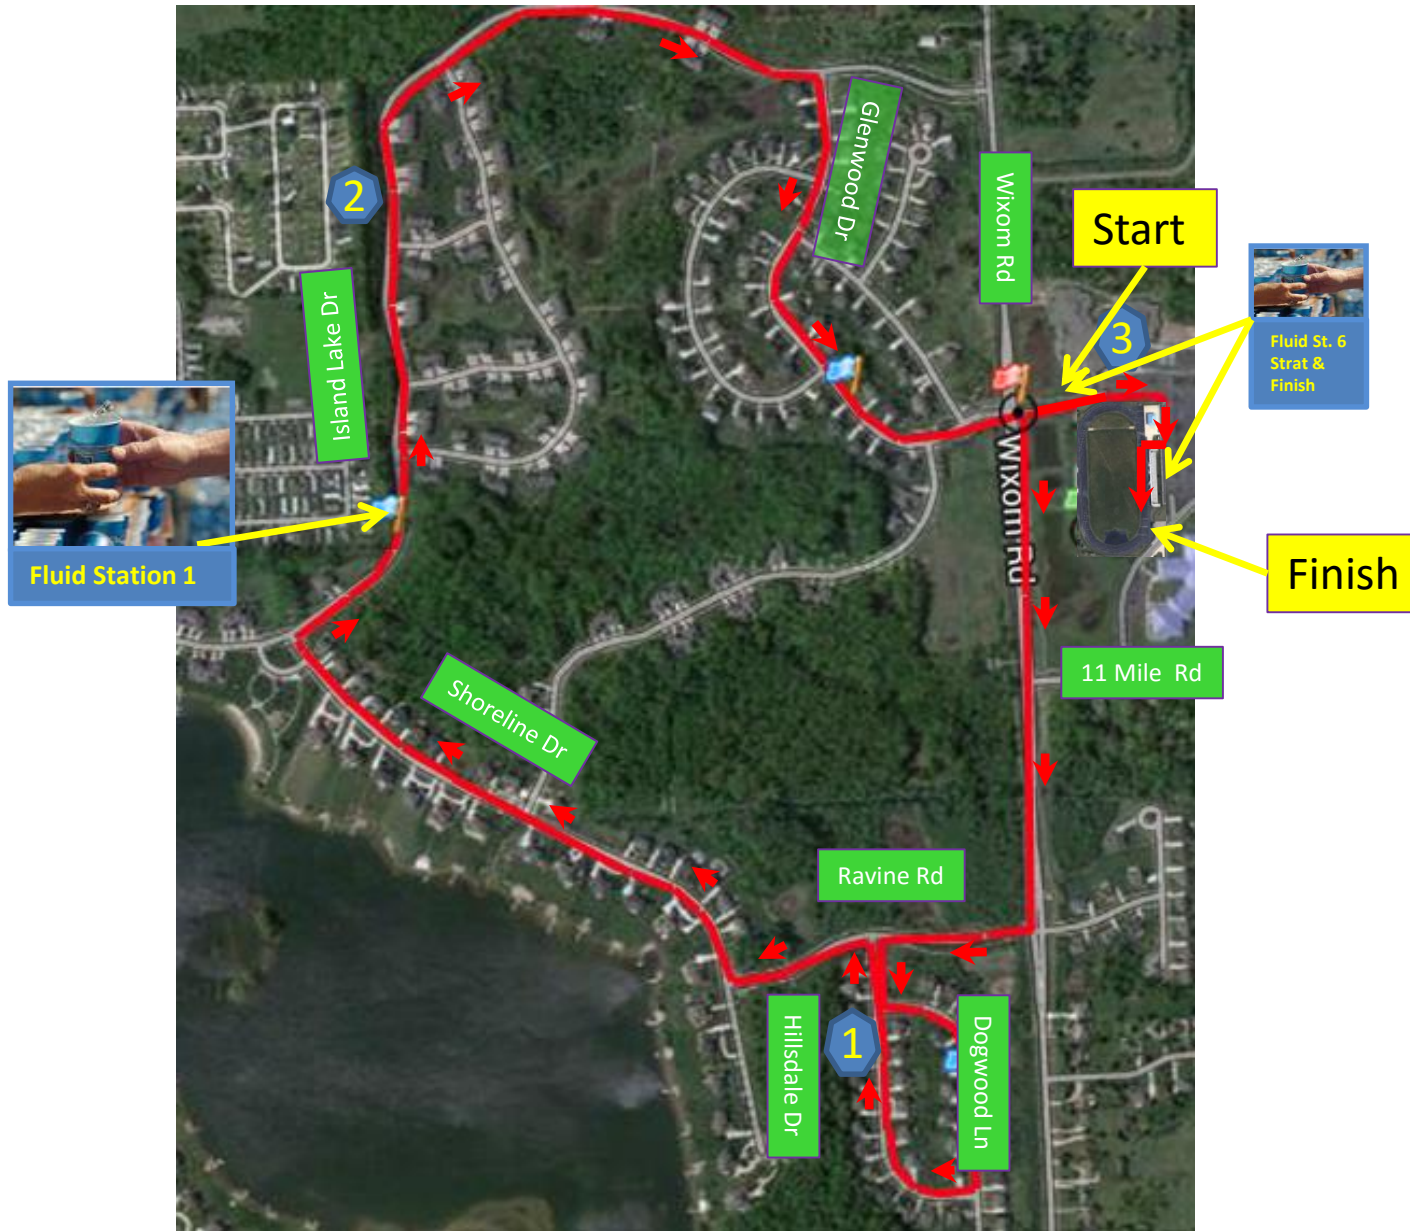 Glenwood Dr
Wixom Rd
Start
2
3
Fluid St. 6
Strat &
Finish
Island Lake Dr
Wixom Rd
Fluid Station 1
Finish
11 Mile Rd
Shoreline Dr
Ravine Rd
Hillsdale Dr
1
Dogwood Ln